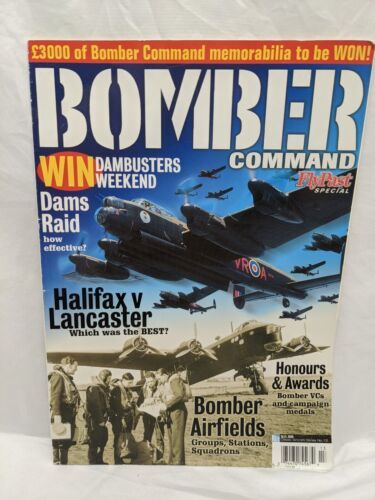 £3000 of Bomber Command memorabilia to be WON!
BOMBER
COMMAND
FlyPast
SPECIAL
WIN DAMBUSTERS
WEEKEND
Dams
Raid
how
effective?
VR A
Halifax v
Lancaster
Which was the BEST?
Honours
& Awards
Bomber VCs
and campaign
medals
Bomber
Airfields
Groups, Stations,
Squadrons